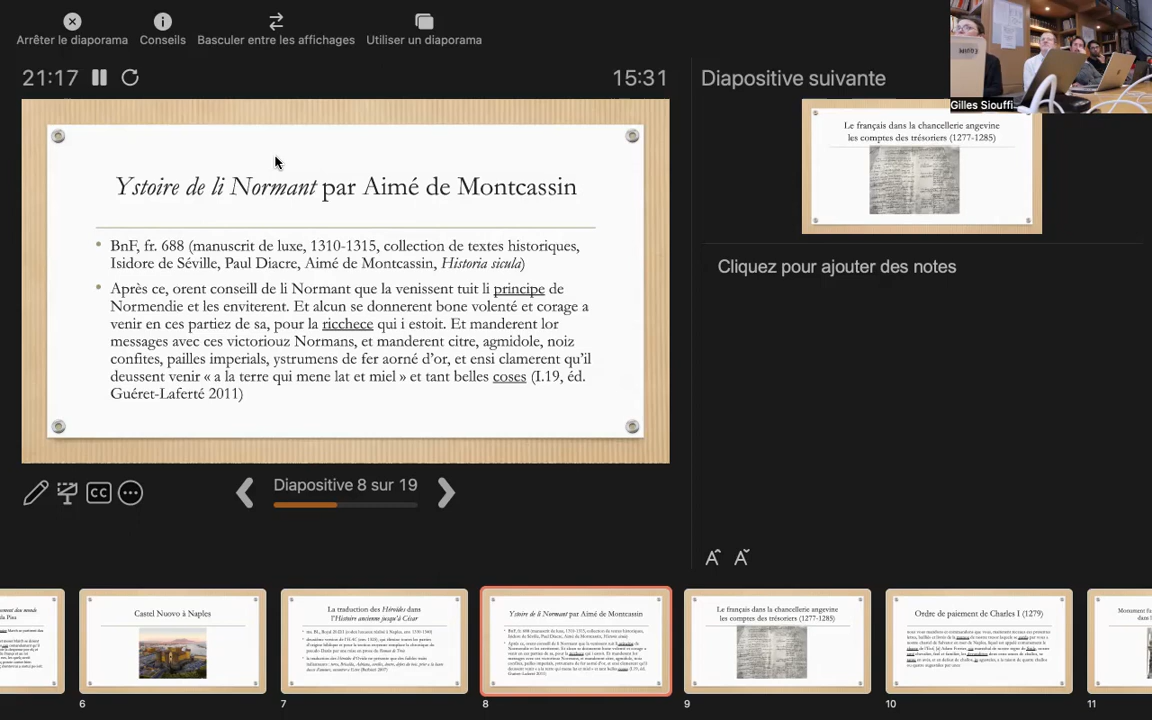 Arrêter le diaporama
Conseils
Basculer entre les affichages
Utiliser un diaporama
21:17
15:31
Diapositive suivante
Gilles Siouffi...
Ystoire de li Normant par Aimé de Montcassin
• BnF, fr. 688 (manuscrit de luxe, 1310-1315, collection de textes historiques,
Isidore de Séville, Paul Diacre, Aimé de Montcassin, Historia sicula)
• Après ce, orent conseill de li Normant que la venissent tuit li principe de
Normendie et les enviterent. Et alcun se donnerent bone volenté et corage a
venir en ces partiez de sa, pour la ricchece qui i estoit. Et manderent lor
messages avec ces victoriouz Normans, et manderent citre, agmidole, noiz
confites, pailles imperials, ystrumens de fer aorné d'or, et ensi clamerent qu'il
deussent venir « a la terre qui mene lat et miel » et tant belles coses (I.19, éd.
Guéret-Laferté 2011)
Le français dans la chancellerie angevine
les comptes des trésoriers (1277-1285)
Cliquez pour ajouter des notes
CC
Diapositive 8 sur 19
A A
Castel Nuovo à Naples
La traduction des Héroïdes dans
l'Histoire ancienne jusqu'à César
Ystoire de li Normant par Aimé de Montcassin
Le français dans la chancellerie angevine
les comptes des trésoriers (1277-1285)
Ordre de paiement de Charles I (1279)
6
7
8
9
10
11